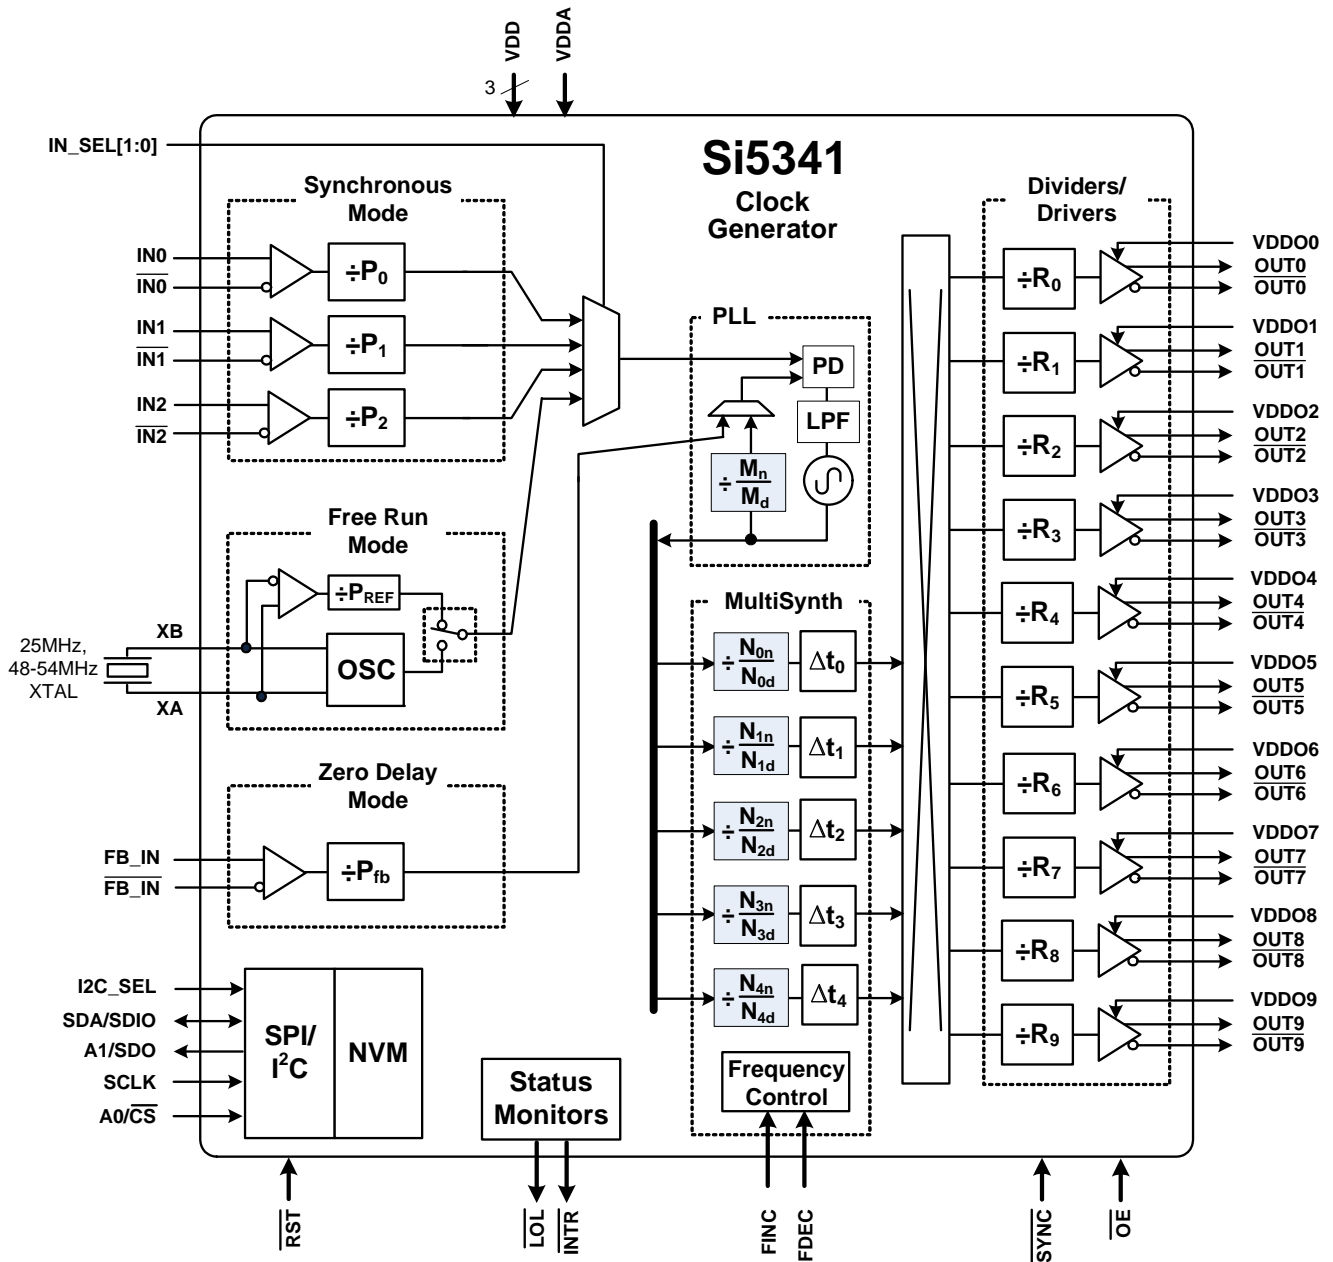 VDD
VDDA
3
IN_SEL[1:0]
Si5341
Clock
Generator
Synchronous
Mode
IN0
IN0
÷P0
IN1
IN1
÷P1
IN2
IN2
÷P2
PLL
PD
LPF
÷ Mn
Md
Free Run
Mode
÷PREF
OSC
XB
25MHz,
48-54MHz
XTAL
XA
Zero Delay
Mode
FB_IN
FB_IN
÷Pfb
MultiSynth
÷ N0n
N0d
Δt0
÷ N1n
N1d
Δt1
÷ N2n
N2d
Δt2
÷ N3n
N3d
Δt3
÷ N4n
N4d
Δt4
Frequency
Control
Dividers/
Drivers
÷R0
VDDO0
OUT0
OUT0
÷R1
VDDO1
OUT1
OUT1
÷R2
VDDO2
OUT2
OUT2
÷R3
VDDO3
OUT3
OUT3
÷R4
VDDO4
OUT4
OUT4
÷R5
VDDO5
OUT5
OUT5
÷R6
VDDO6
OUT6
OUT6
÷R7
VDDO7
OUT7
OUT7
÷R8
VDDO8
OUT8
OUT8
÷R9
VDDO9
OUT9
OUT9
I2C_SEL
SDA/SDIO
A1/SDO
SCLK
A0/CS
SPI/
I²C
NVM
Status
Monitors
RST
LOL
INTR
FINC
FDEC
SYNC
OE